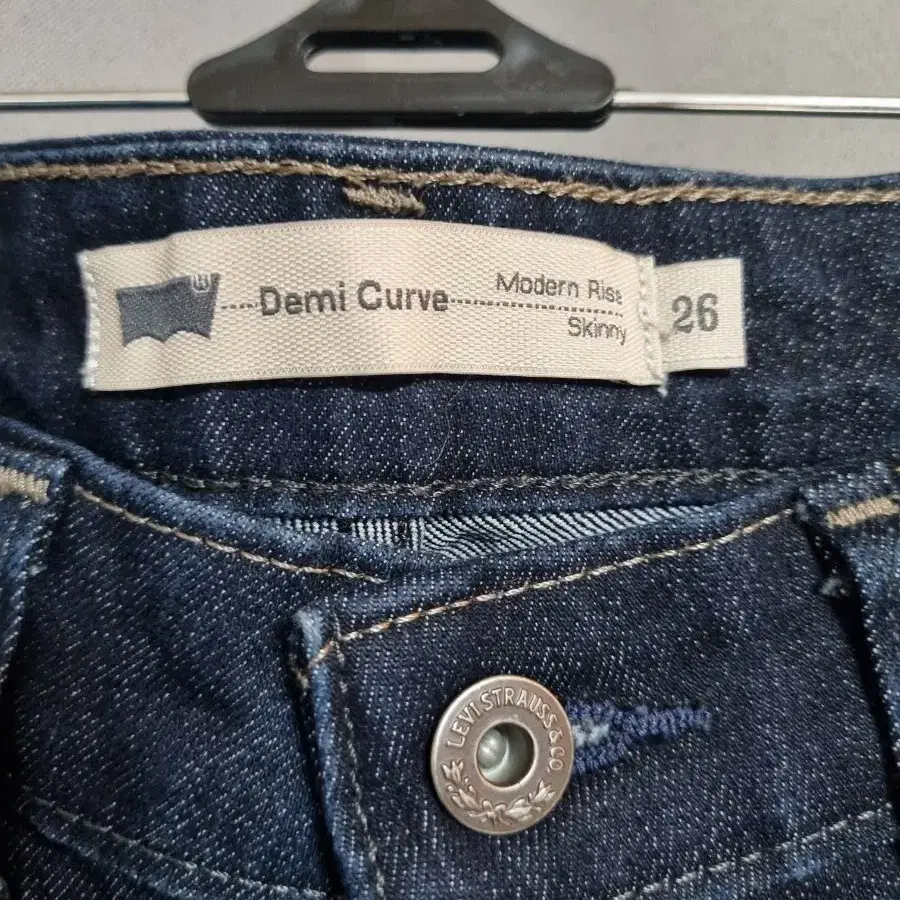 Demi Curve
Modern Rise
Skinny
26
LEVI STRAUSS & CO.